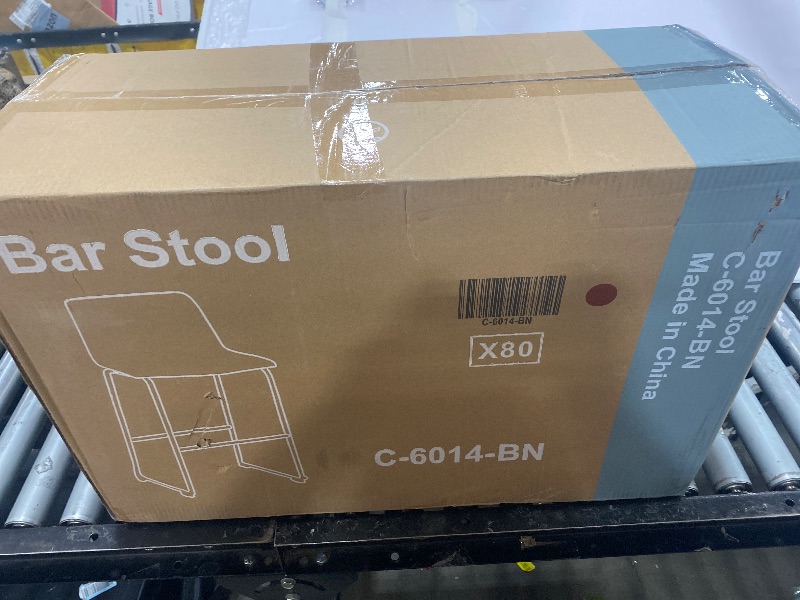 Bar Stool
C-6014-BN
X80
C-6014-BN
Bar Stool
C-6014-BN
Made in China